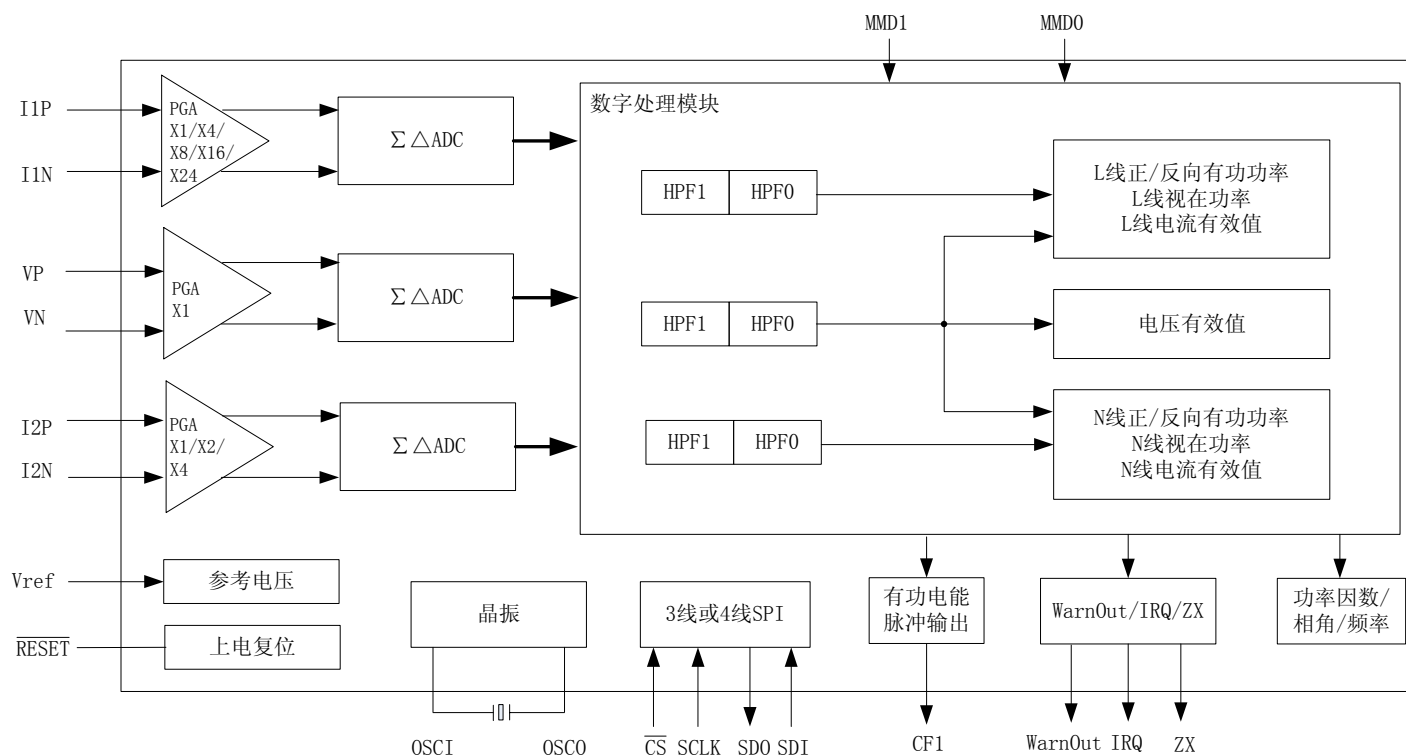 MMD1
MMD0
I1P
I1N
PGA
X1/X4/
X8/X16/
X24
Σ△ADC
数字处理模块
HPF1
HPF0
L线正/反向有功功率
L线视在功率
L线电流有效值
VP
VN
PGA
X1
Σ△ADC
HPF1
HPF0
电压有效值
I2P
I2N
PGA
X1/X2/
X4
Σ△ADC
HPF1
HPF0
N线正/反向有功功率
N线视在功率
N线电流有效值
Vref
参考电压
RESET
上电复位
晶振
3线或4线SPI
有功电能
脉冲输出
WarnOut/IRQ/ZX
功率因数/
相角/频率
OSCI
OSCO
CS
SCLK
SDO
SDI
CF1
WarnOut
IRQ
ZX